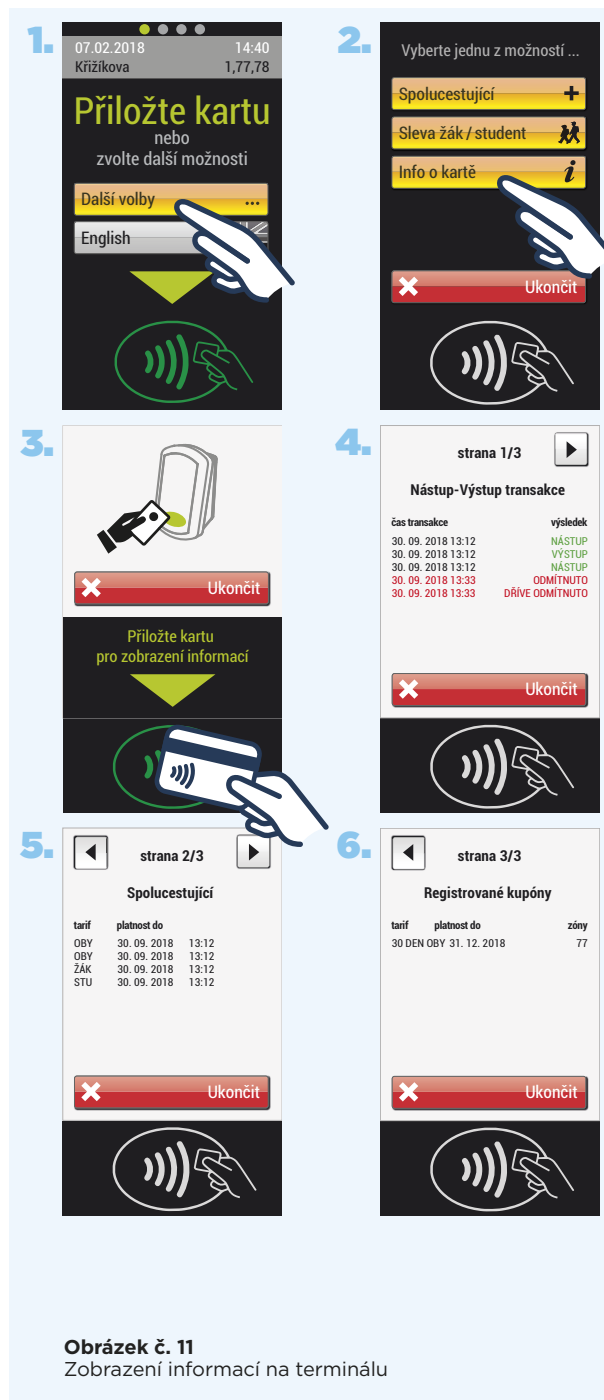 1.
07.02.2018 14:40
Křižíkova 1,77,78
Přiložte kartu
nebo
zvolte další možnosti
Další volby ...
English
2.
Vyberte jednu z možností ...
Spolucestující +
Sleva žák / student
Info o kartě i
Ukončit
3.
Ukončit
Přiložte kartu
pro zobrazení informací
4.
strana 1/3
Nástup-Výstup transakce
čas transakce výsledek
30. 09. 2018 13:12 NÁSTUP
30. 09. 2018 13:12 VÝSTUP
30. 09. 2018 13:12 NÁSTUP
30. 09. 2018 13:33 ODMÍTNUTO
30. 09. 2018 13:33 DŘÍVE ODMÍTNUTO
Ukončit
5.
strana 2/3
Spolucestující
tarif platnost do
OBY 30. 09. 2018 13:12
OBY 30. 09. 2018 13:12
ŽÁK 30. 09. 2018 13:12
STU 30. 09. 2018 13:12
Ukončit
6.
strana 3/3
Registrované kupóny
tarif platnost do zóny
30 DEN OBY 31. 12. 2018 77
Ukončit
Obrázek č. 11
Zobrazení informací na terminálu